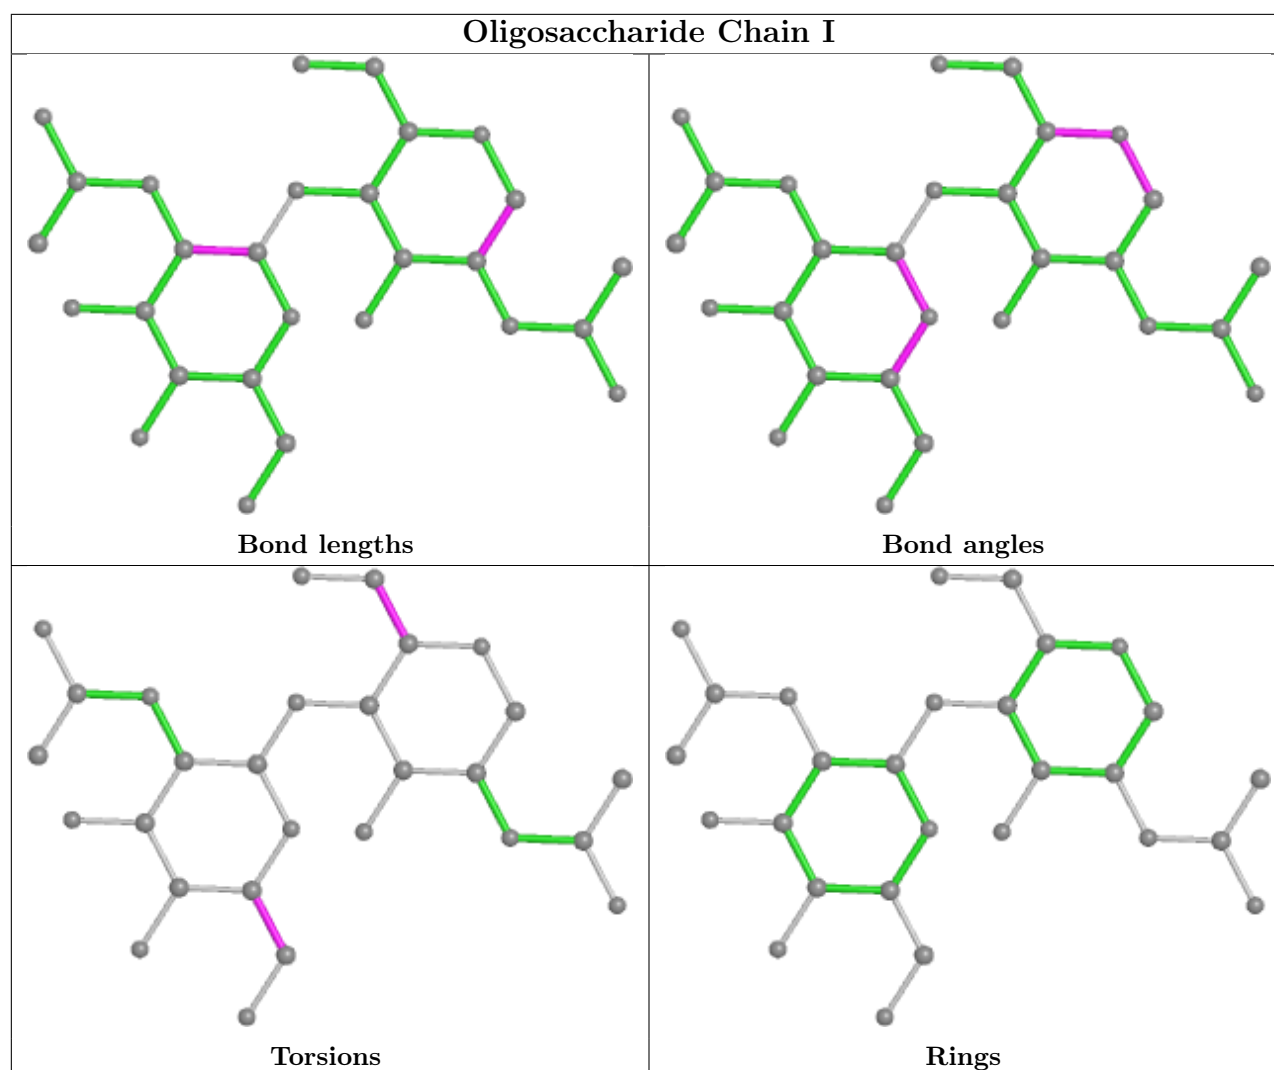 Oligosaccharide Chain I
Bond lengths
Bond angles
Torsions
Rings